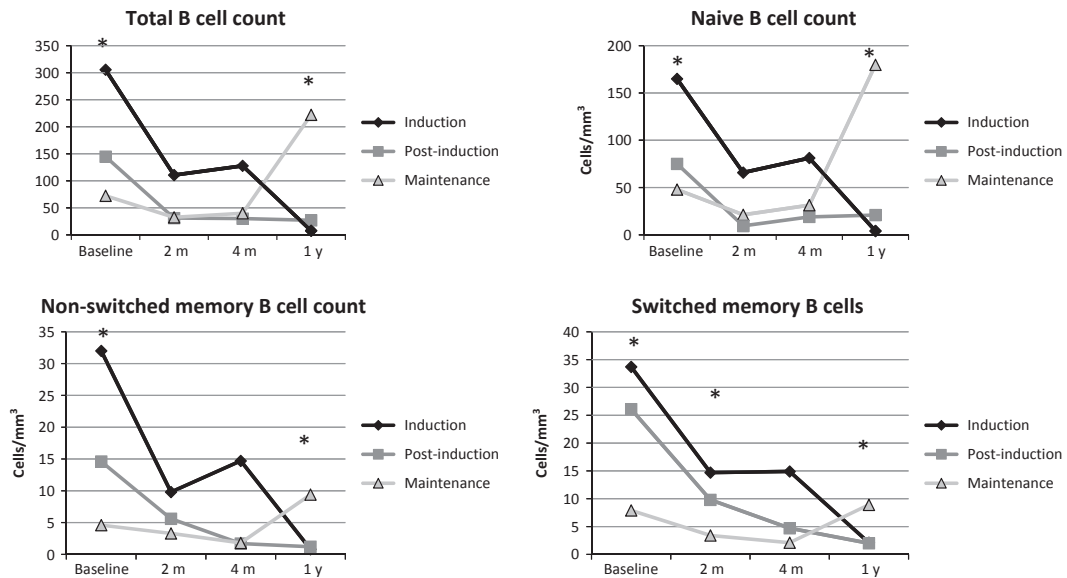 Total B cell count
*
*
350
300
250
200
150
100
50
0
Baseline 2 m 4 m 1 y
Induction
Post-induction
Maintenance
Naive B cell count
*
*
Cells/mm³
200
150
100
50
0
Baseline 2 m 4 m 1 y
Induction
Post-induction
Maintenance
Non-switched memory B cell count
*
*
Cells/mm³
35
30
25
20
15
10
5
0
Baseline 2 m 4 m 1 y
Induction
Post-induction
Maintenance
Switched memory B cells
*
*
*
Cells/mm³
40
35
30
25
20
15
10
5
0
Baseline 2 m 4 m 1 y
Induction
Post-induction
Maintenance